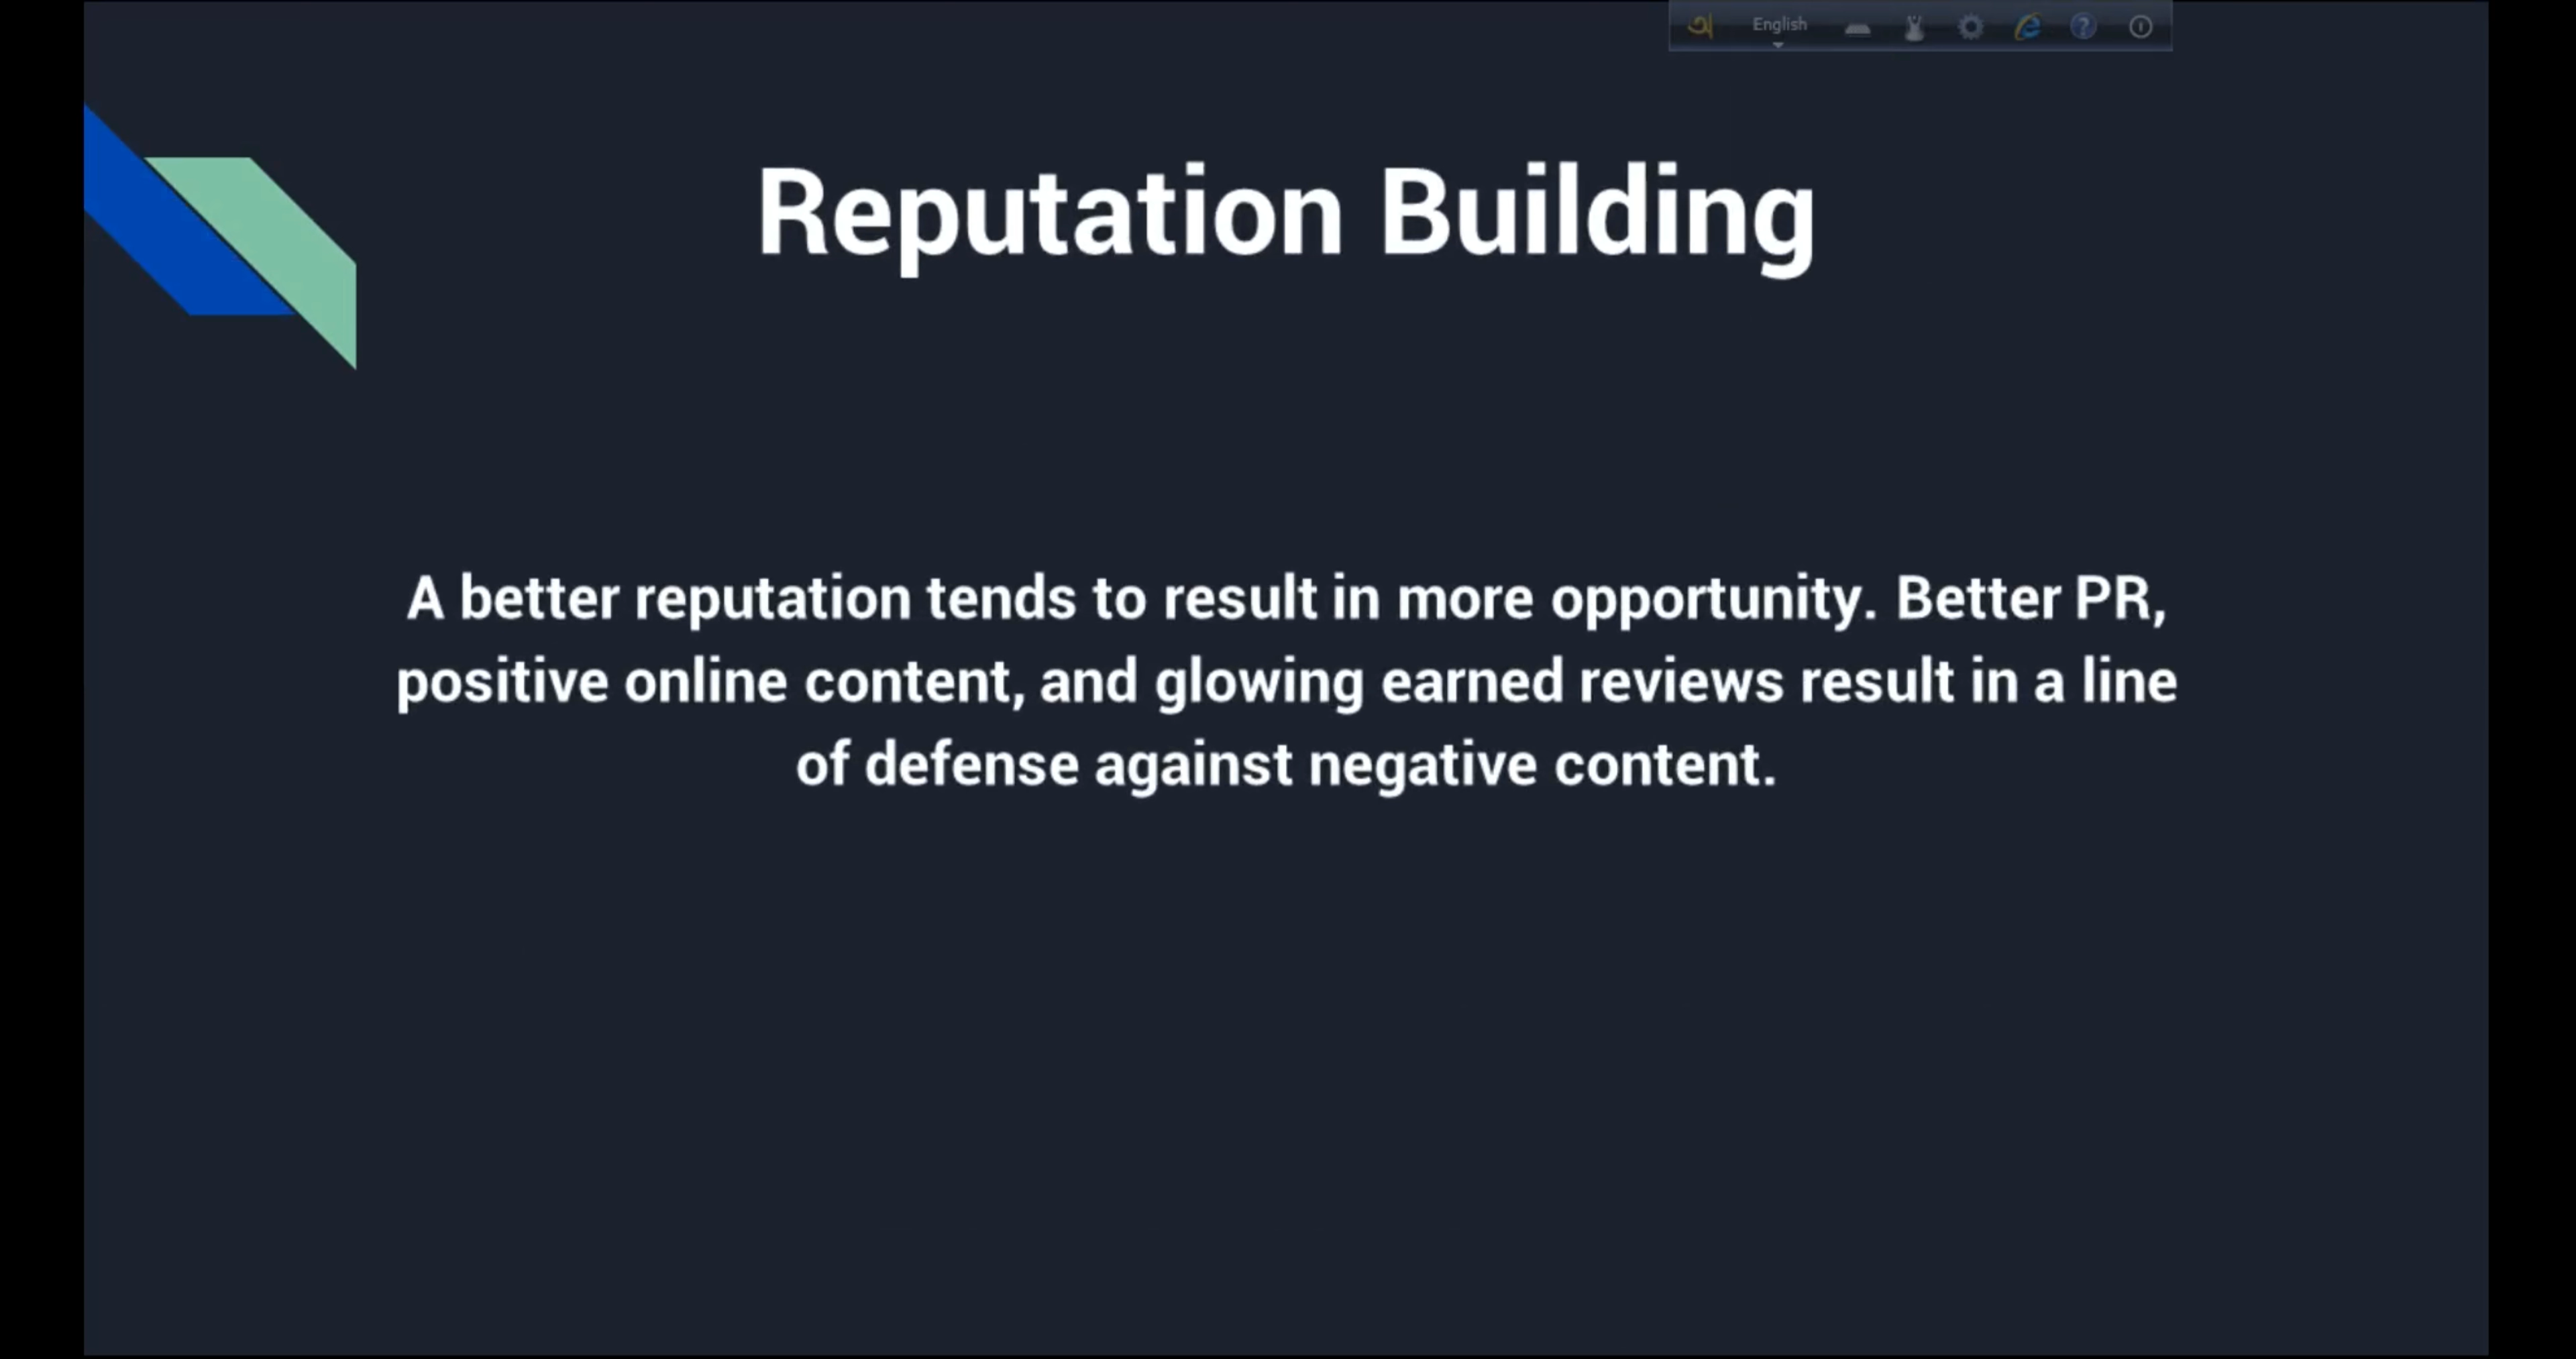 English
Reputation Building
A better reputation tends to result in more opportunity. Better PR,
positive online content, and glowing earned reviews result in a line
of defense against negative content.